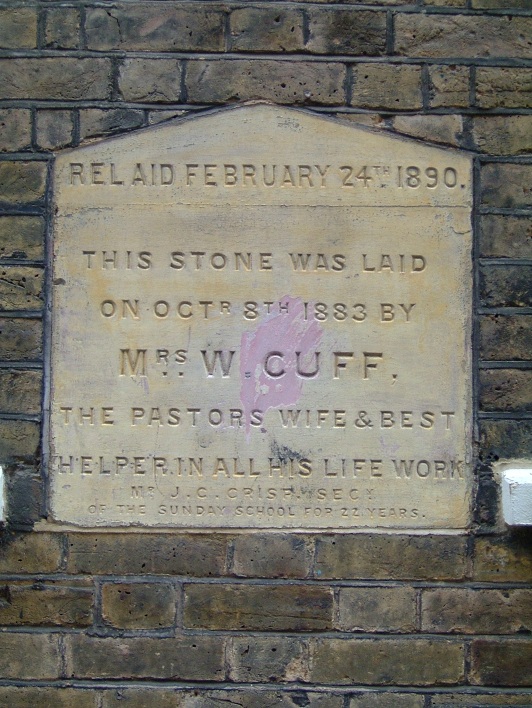 RELAID FEBRUARY 24TH 1890.
THIS STONE WAS LAID
ON OCTR 8TH 1883 BY
MRS. W. CUFF.
THE PASTORS WIFE & BEST
HELPER.IN ALL HIS LIFE WORK
MR J.C. CRISP. SECY
OF THE SUNDAY SCHOOL FOR 22 YEARS.